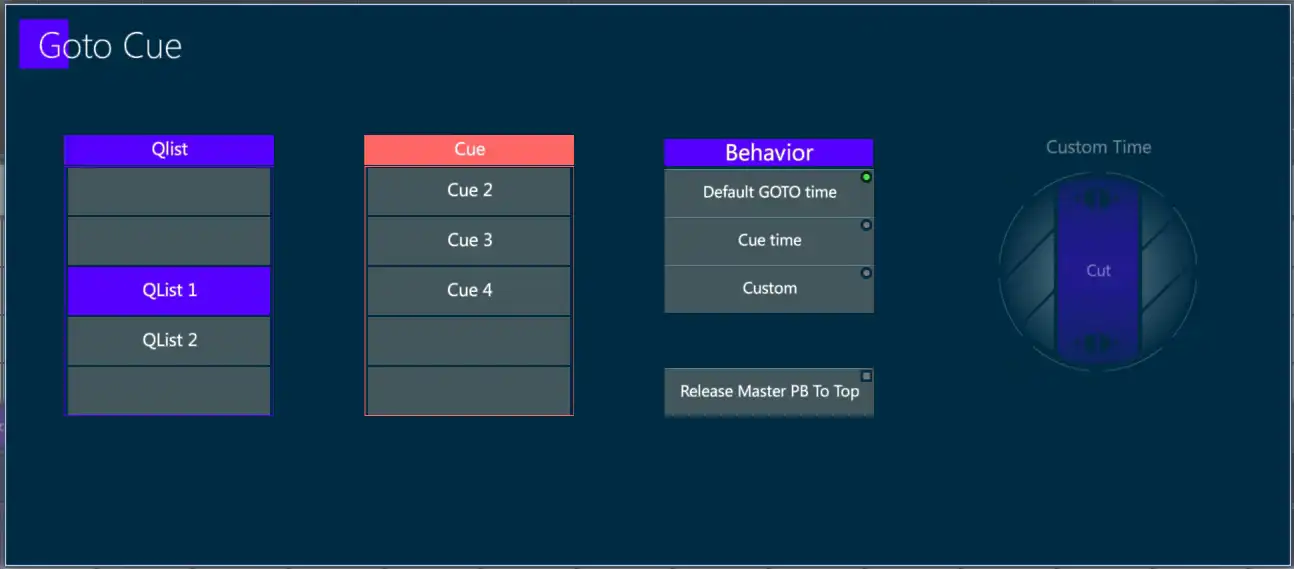 Goto Cue
Qlist
QList 1
QList 2
Cue
Cue 2
Cue 3
Cue 4
Behavior
Default GOTO time
Cue time
Custom
Release Master PB To Top
Custom Time
Cut